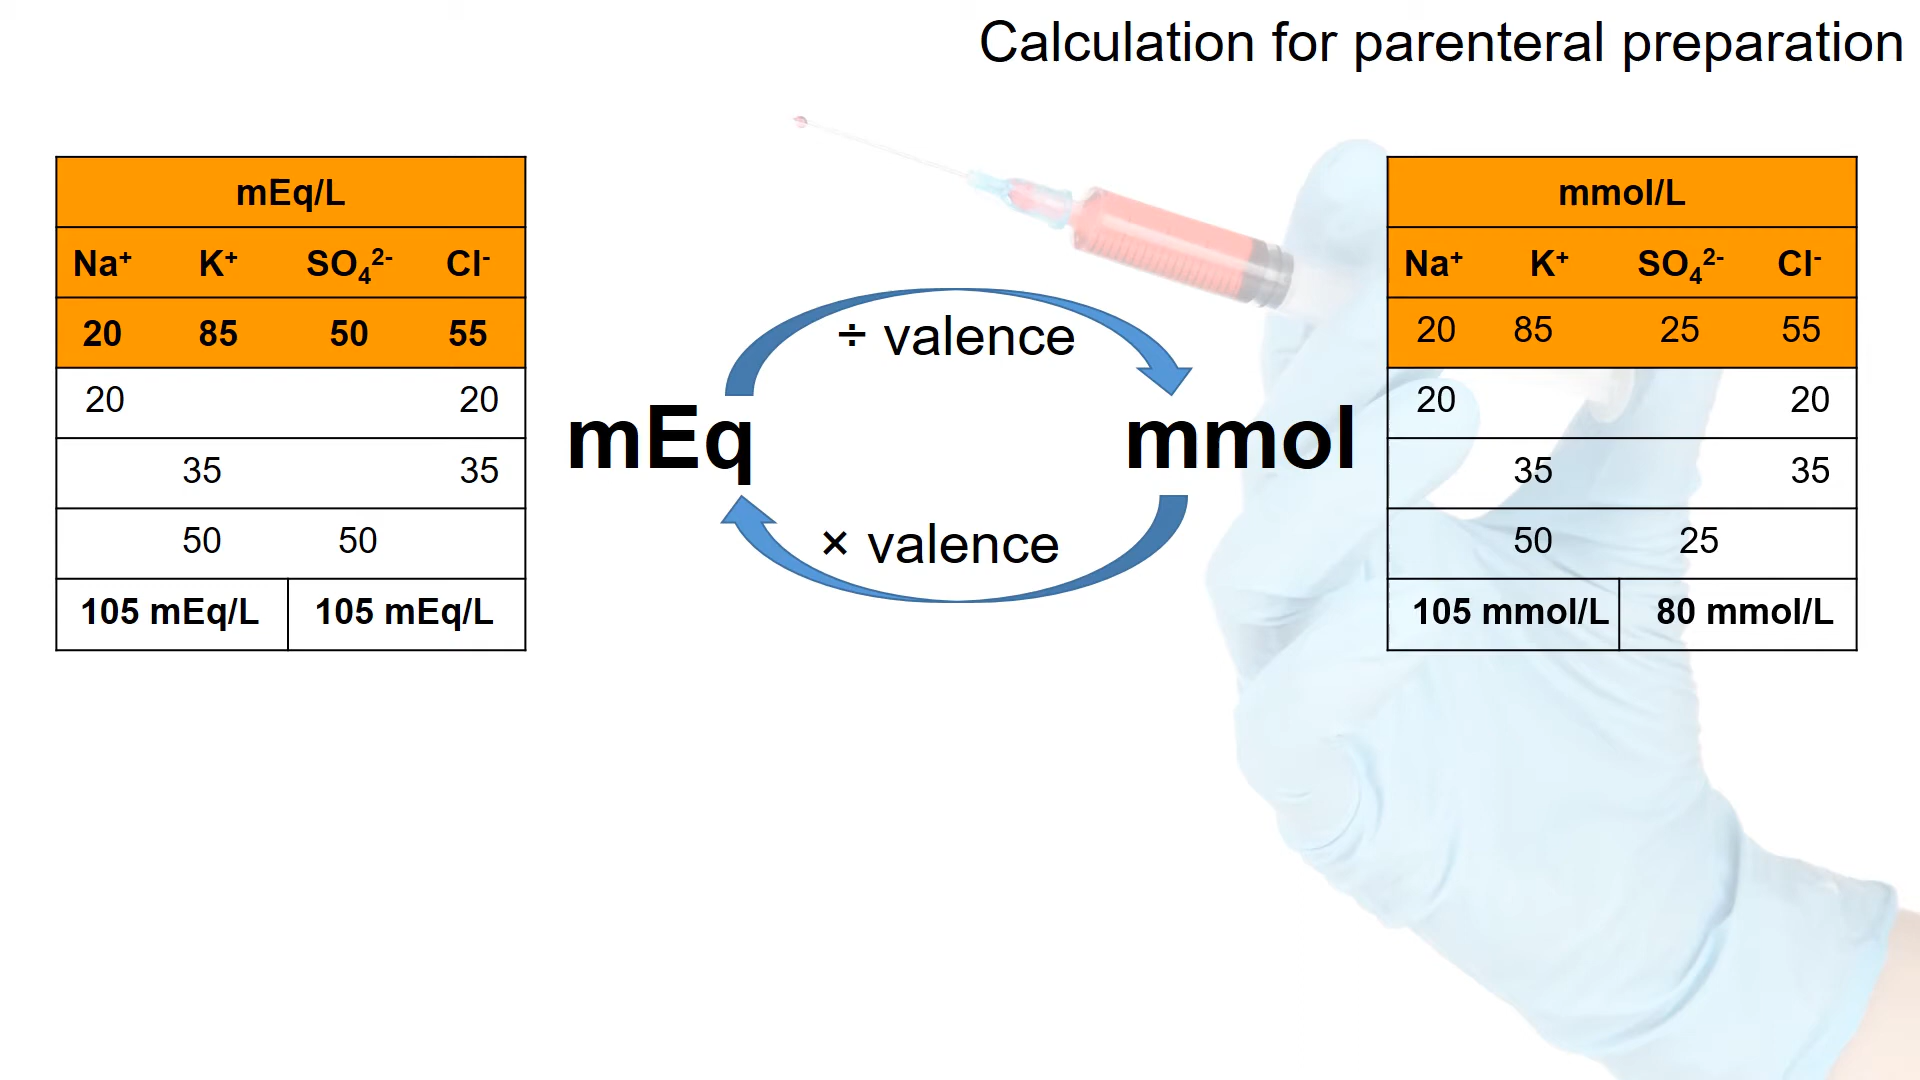 Calculation for parenteral preparation
mEq/L
Na⁺ K⁺ SO₄²⁻ Cl⁻
20 85 50 55
20 20
35 35
50 50
105 mEq/L 105 mEq/L
÷ valence
mEq mmol
× valence
mmol/L
Na⁺ K⁺ SO₄²⁻ Cl⁻
20 85 25 55
20 20
35 35
50 25
105 mmol/L 80 mmol/L